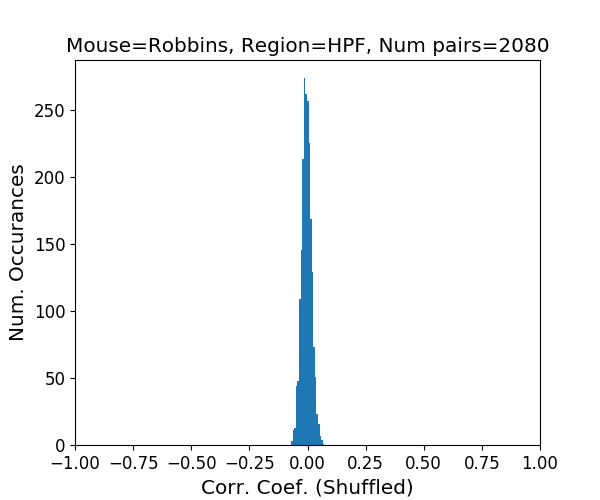 Mouse=Robbins, Region=HPF, Num pairs=2080
Num. Occurances
250
200
150
100
50
0
−1.00 −0.75 −0.50 −0.25 0.00 0.25 0.50 0.75 1.00
Corr. Coef. (Shuffled)